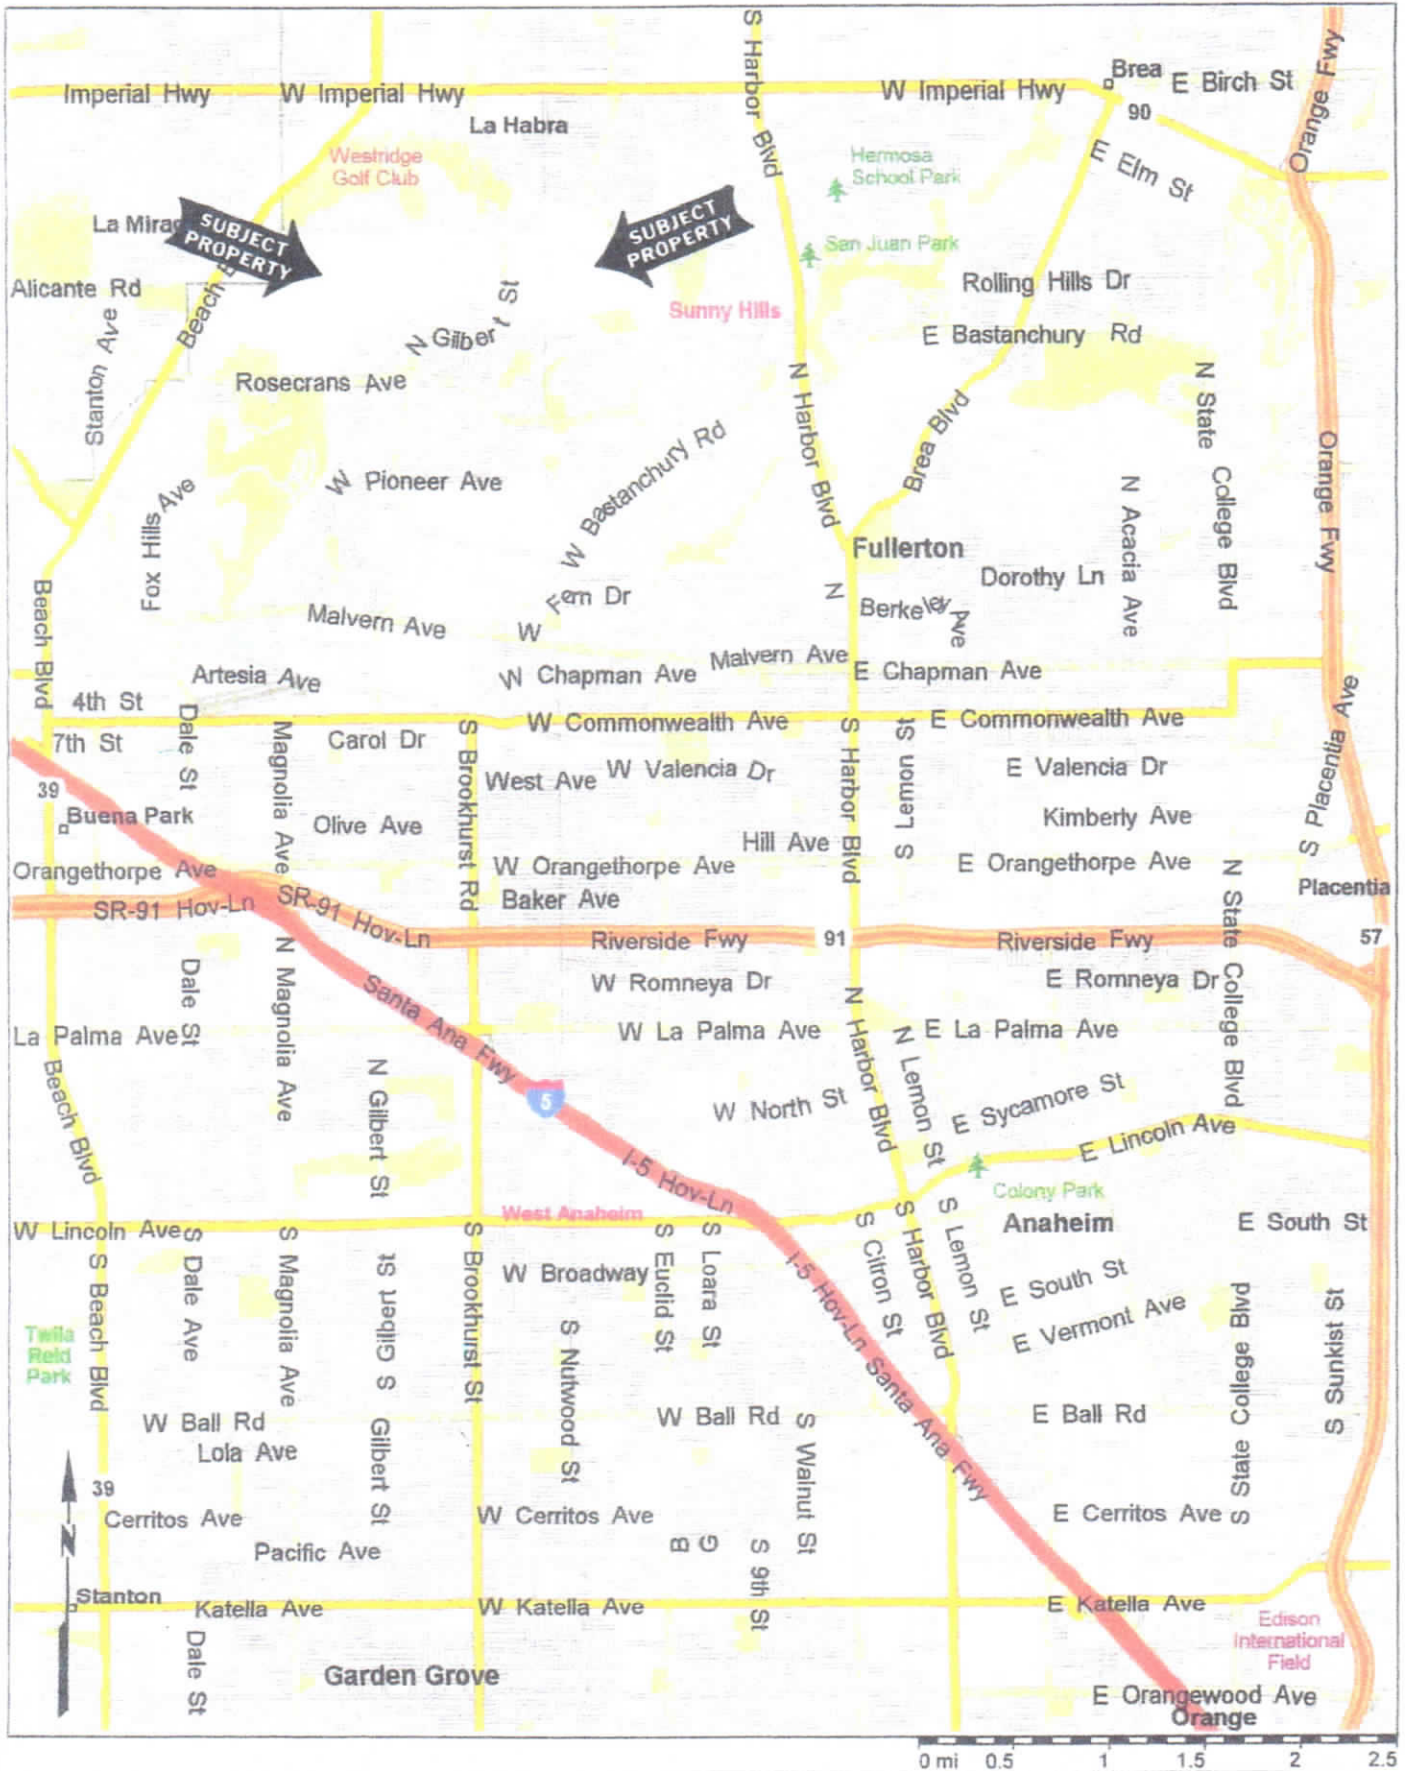 S Harbor Blvd
Orange Fwy
Imperial Hwy
W Imperial Hwy
W Imperial Hwy
Brea
E Birch St
90
La Habra
Orange Fwy
Westridge
Golf Club
Hermosa
School Park
E Elm St
La Mirad
SUBJECT
PROPERTY
SUBJECT
PROPERTY
San Juan Park
Alicante Rd
Beach B
Rolling Hills Dr
Sunny Hills
Stanton Ave
N Gilbert St
E Bastanchury Rd
Rosecrans Ave
N Harbor Blvd
N State College Blvd
Brea Blvd
Orange Fwy
W Bastanchury Rd
W Pioneer Ave
Fox Hills Ave
N Acacia Ave
Fullerton
Dorothy Ln
Beach Blvd
Fern Dr
W
N
Berkeley Ave
Malvern Ave
Malvern Ave
Artesia Ave
W Chapman Ave
E Chapman Ave
4th St
W Commonwealth Ave
E Commonwealth Ave
S Placentia Ave
7th St
Dale St
Magnolia Ave
Carol Dr
S Brookhurst Rd
West Ave
W Valencia Dr
S Harbor Blvd
S Lemon St
E Valencia Dr
39
Buena Park
Olive Ave
Kimberly Ave
Hill Ave
Orangethorpe Ave
W Orangethorpe Ave
E Orangethorpe Ave
N State College Blvd
Placentia
SR-91 Hov-Ln
SR-91 Hov-Ln
Baker Ave
Riverside Fwy
91
Riverside Fwy
57
Dale St
N Magnolia Ave
Santa Ana Fwy
W Romneya Dr
E Romneya Dr
La Palma Ave
W La Palma Ave
N Harbor Blvd
N Lemon St
E La Palma Ave
Beach Blvd
N Gilbert St
5
W North St
E Sycamore St
E Lincoln Ave
I-5 Hov-Ln
Colony Park
West Anaheim
W Lincoln Ave
Anaheim
E South St
S Beach Blvd
S Dale Ave
S Magnolia Ave
S Gilbert St
S Brookhurst St
W Broadway
S Euclid St
S Loara St
I-5 Hov-Ln
S Citron St
S Harbor Blvd
S Lemon St
E South St
E Vermont Ave
S State College Blvd
S Sunkist St
Twila
Reid
Park
S Nutwood St
Santa Ana Fwy
W Ball Rd
W Ball Rd
E Ball Rd
Lola Ave
Gilbert St
S Walnut St
39
Cerritos Ave
W Cerritos Ave
E Cerritos Ave
Pacific Ave
B
G
S 9th St
N
Stanton
Katella Ave
W Katella Ave
E Katella Ave
Edison
International
Field
Dale St
Garden Grove
E Orangewood Ave
Orange
0 mi 0.5 1 1.5 2 2.5